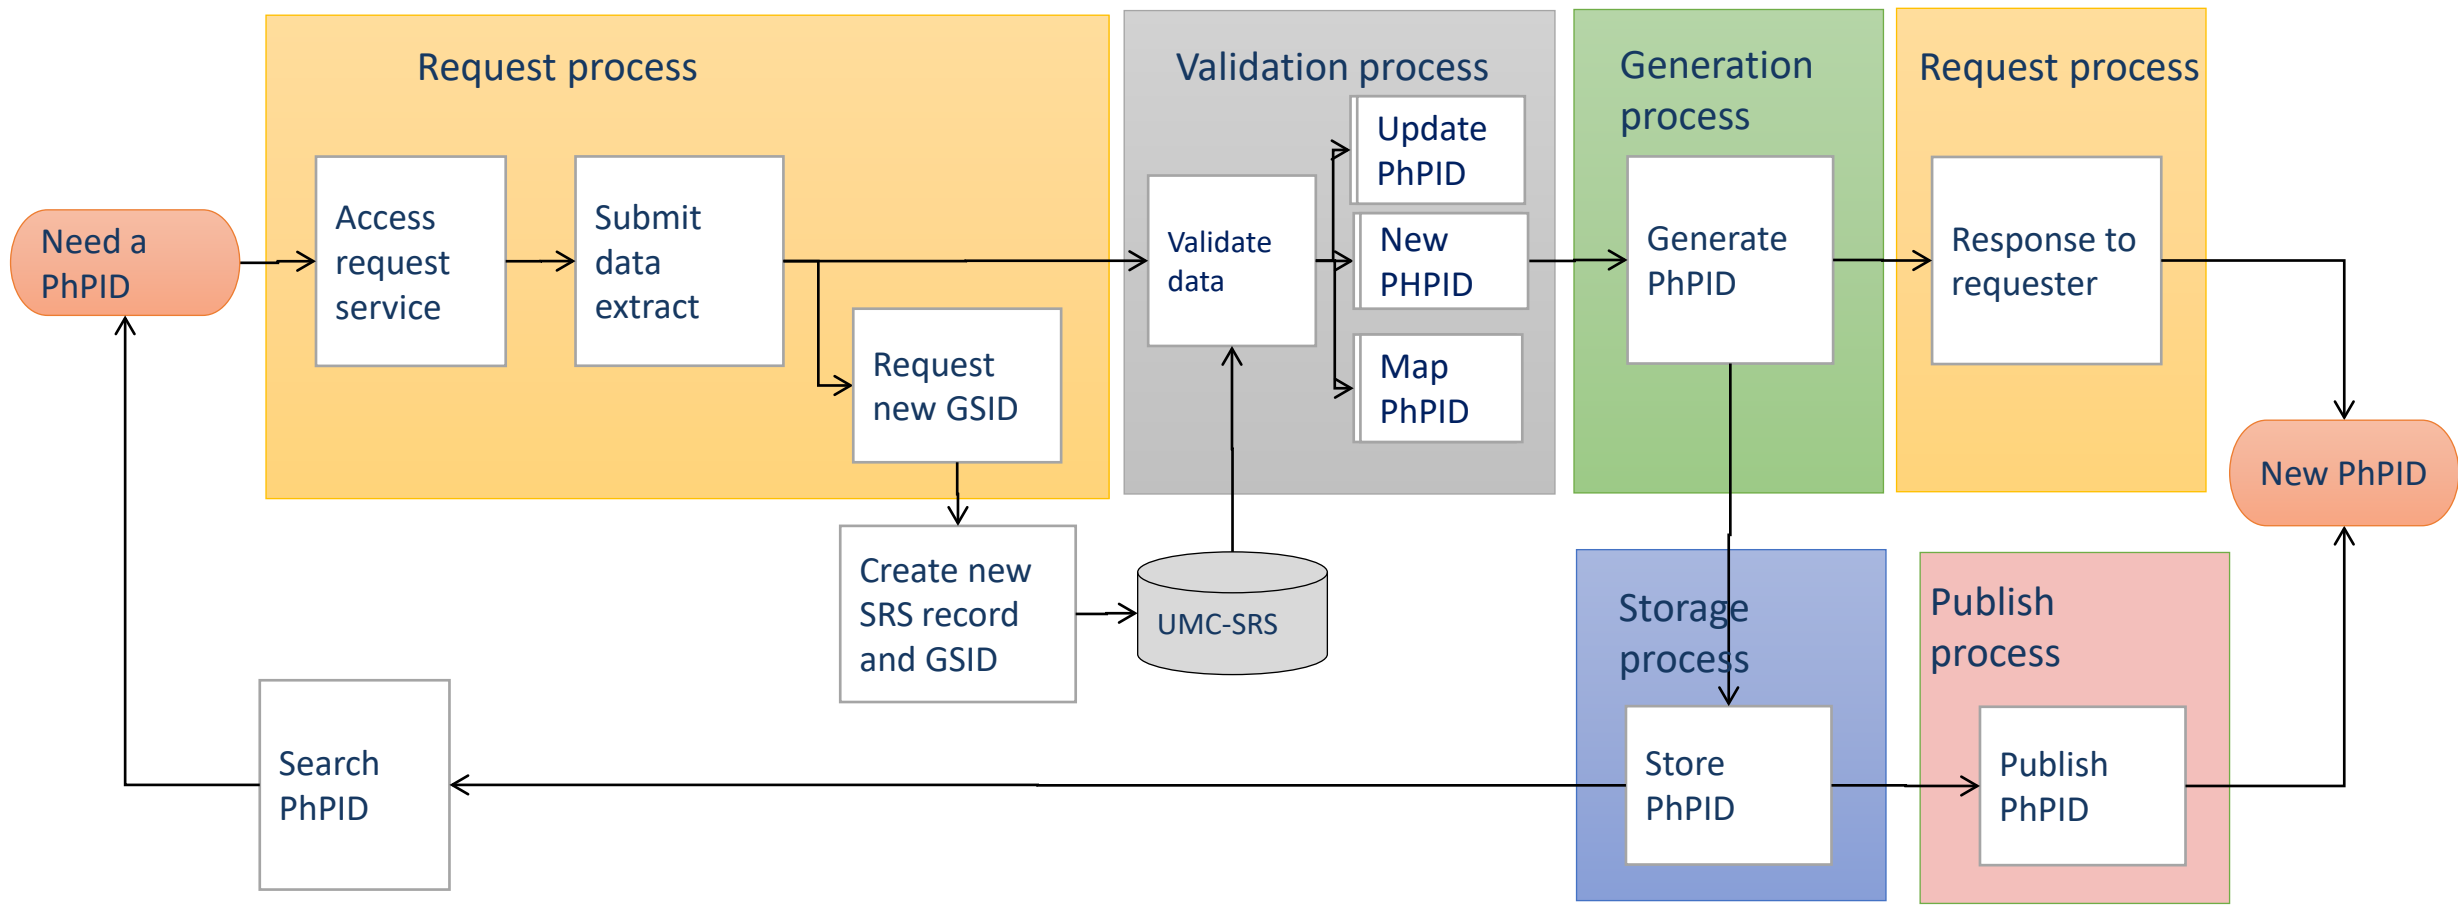 Request process
Validation process
Generation
process
Request process
Need a
PhPID
Access
request
service
Submit
data
extract
Request
new GSID
Validate
data
Update
PhPID
New
PHPID
Map
PhPID
Generate
PhPID
Response to
requester
New PhPID
Create new
SRS record
and GSID
UMC-SRS
Storage
process
Publish
process
Search
PhPID
Store
PhPID
Publish
PhPID